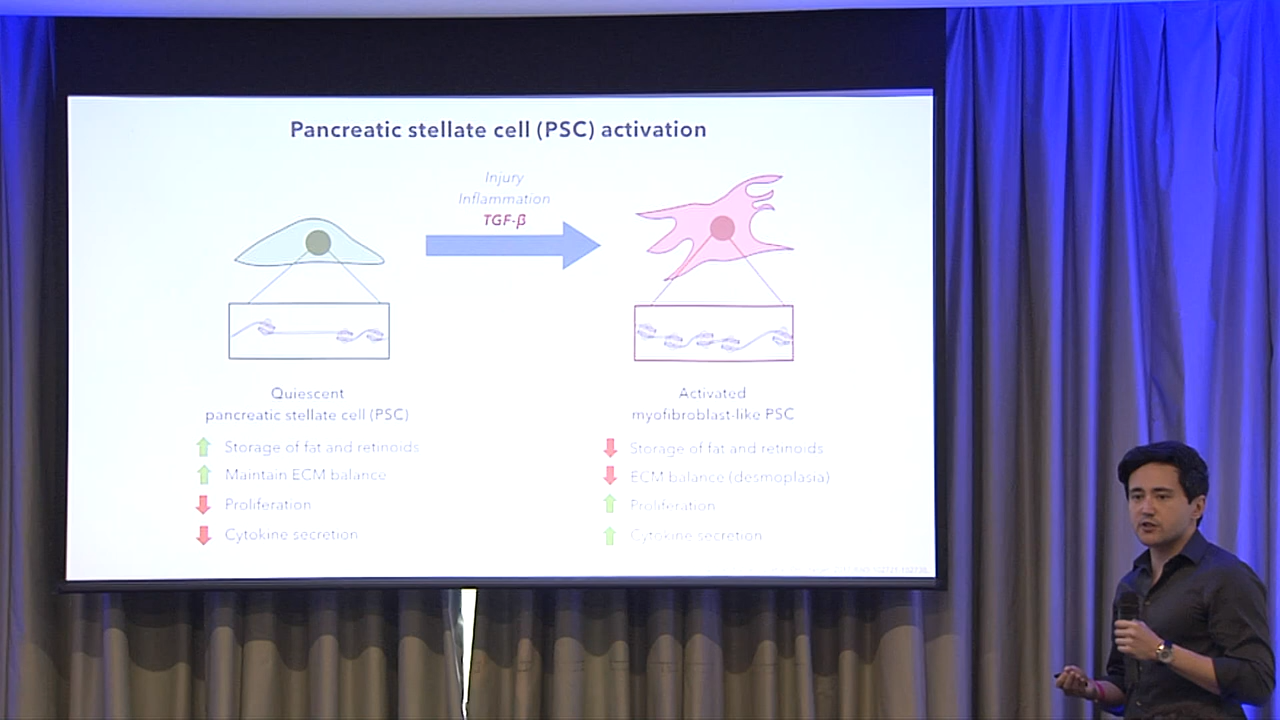 Pancreatic stellate cell (PSC) activation
Injury
Inflammation
TGF-β
Quiescent
pancreatic stellate cell (PSC)
Storage of fat and retinoids
Maintain ECM balance
Proliferation
Cytokine secretion
Activated
myofibroblast-like PSC
Storage of fat and retinoids
ECM balance (desmoplasia)
Proliferation
Cytokine secretion